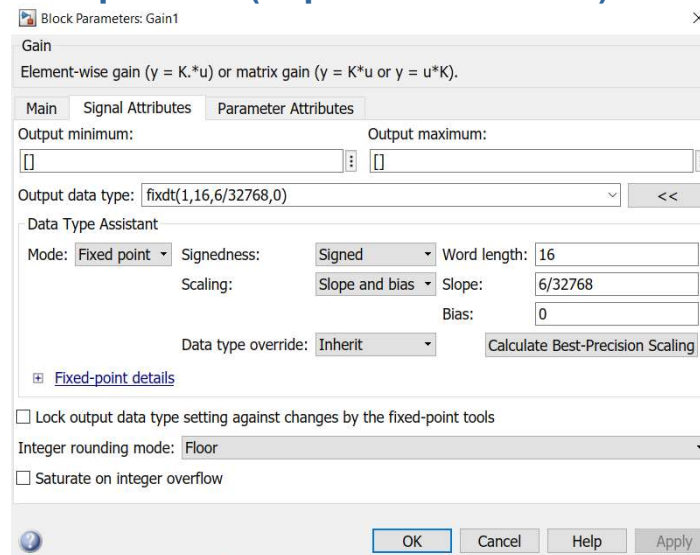 Block Parameters: Gain1
Gain
Element-wise gain (y = K.*u) or matrix gain (y = K*u or y = u*K).
Main Signal Attributes Parameter Attributes
Output minimum: Output maximum:
[] []
Output data type: fixdt(1,16,6/32768,0) <<
Data Type Assistant
Mode: Fixed point Signedness: Signed Word length: 16
Scaling: Slope and bias Slope: 6/32768
Bias: 0
Data type override: Inherit Calculate Best-Precision Scaling
Fixed-point details
Lock output data type setting against changes by the fixed-point tools
Integer rounding mode: Floor
Saturate on integer overflow
OK Cancel Help Apply